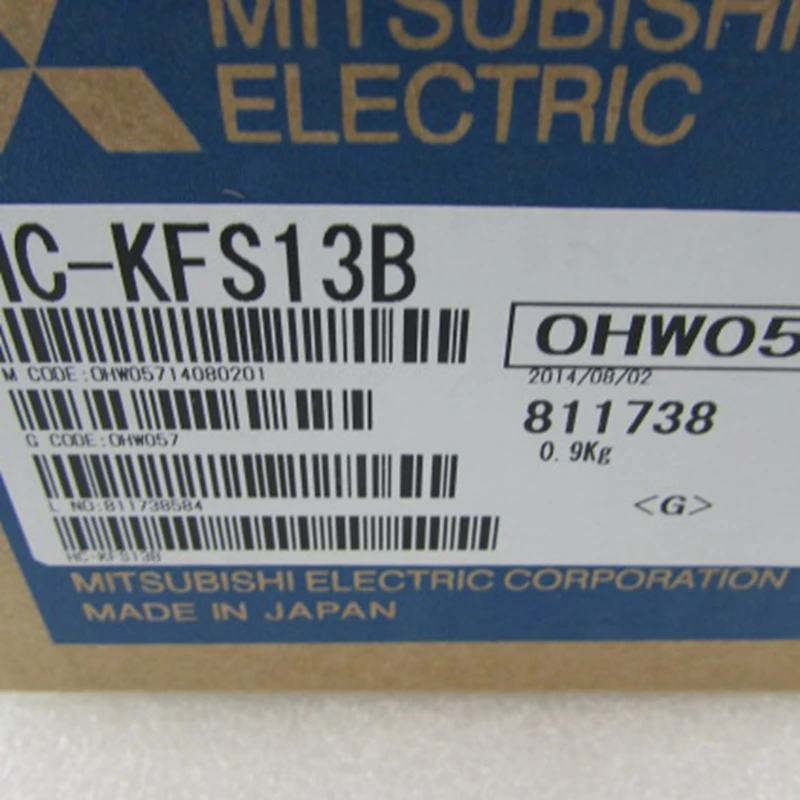 MITSUBISHI
ELECTRIC
HC-KFS13B
OHW05
M CODE:OHW05714080201
2014/08/02
811738
G CODE:OHW057
0.9Kg
L NO:811738584
<G>
HC-KFS13B
MITSUBISHI ELECTRIC CORPORATION
MADE IN JAPAN